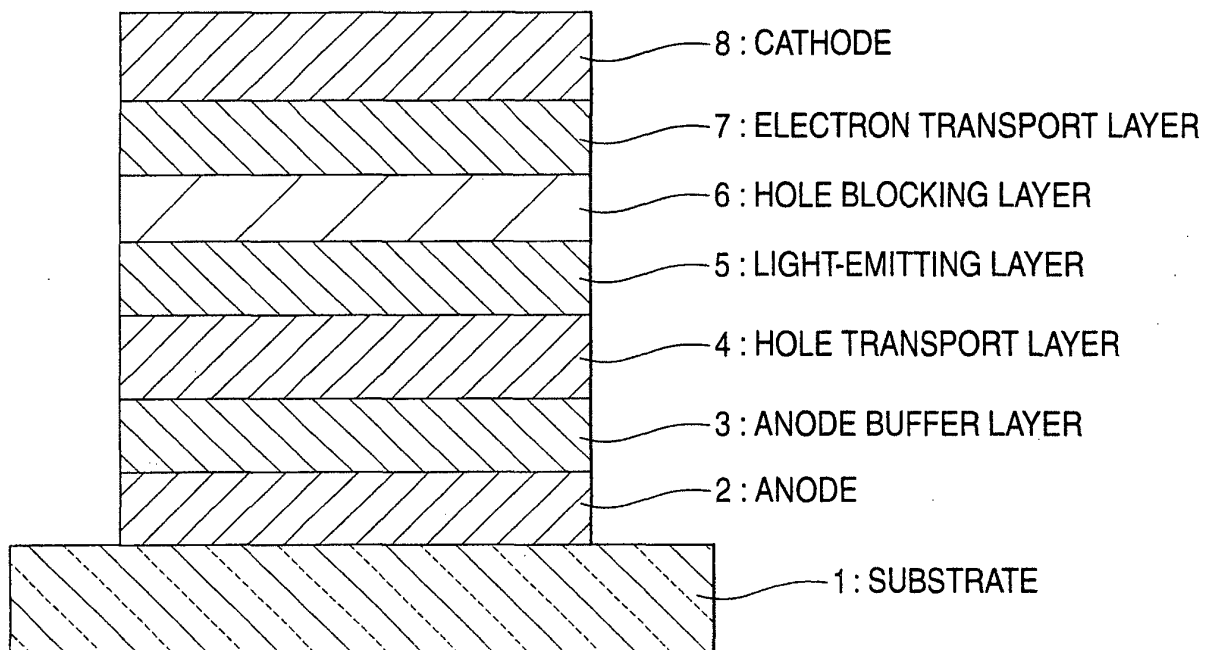 8 : CATHODE
7 : ELECTRON TRANSPORT LAYER
6 : HOLE BLOCKING LAYER
5 : LIGHT-EMITTING LAYER
4 : HOLE TRANSPORT LAYER
3 : ANODE BUFFER LAYER
2 : ANODE
1 : SUBSTRATE